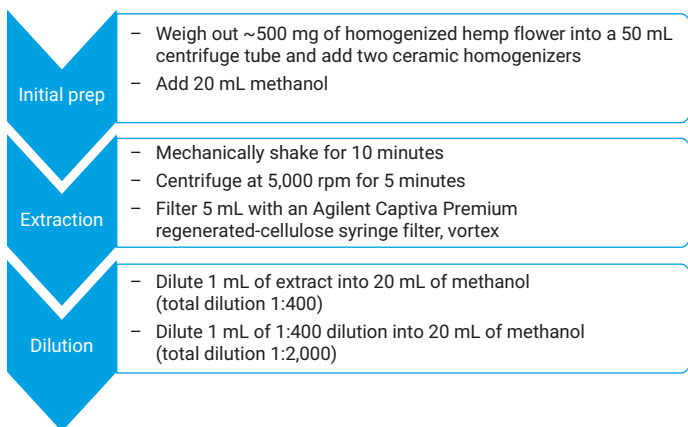 Initial prep
– Weigh out ~500 mg of homogenized hemp flower into a 50 mL
centrifuge tube and add two ceramic homogenizers
– Add 20 mL methanol
Extraction
– Mechanically shake for 10 minutes
– Centrifuge at 5,000 rpm for 5 minutes
– Filter 5 mL with an Agilent Captiva Premium
regenerated-cellulose syringe filter, vortex
Dilution
– Dilute 1 mL of extract into 20 mL of methanol
(total dilution 1:400)
– Dilute 1 mL of 1:400 dilution into 20 mL of methanol
(total dilution 1:2,000)